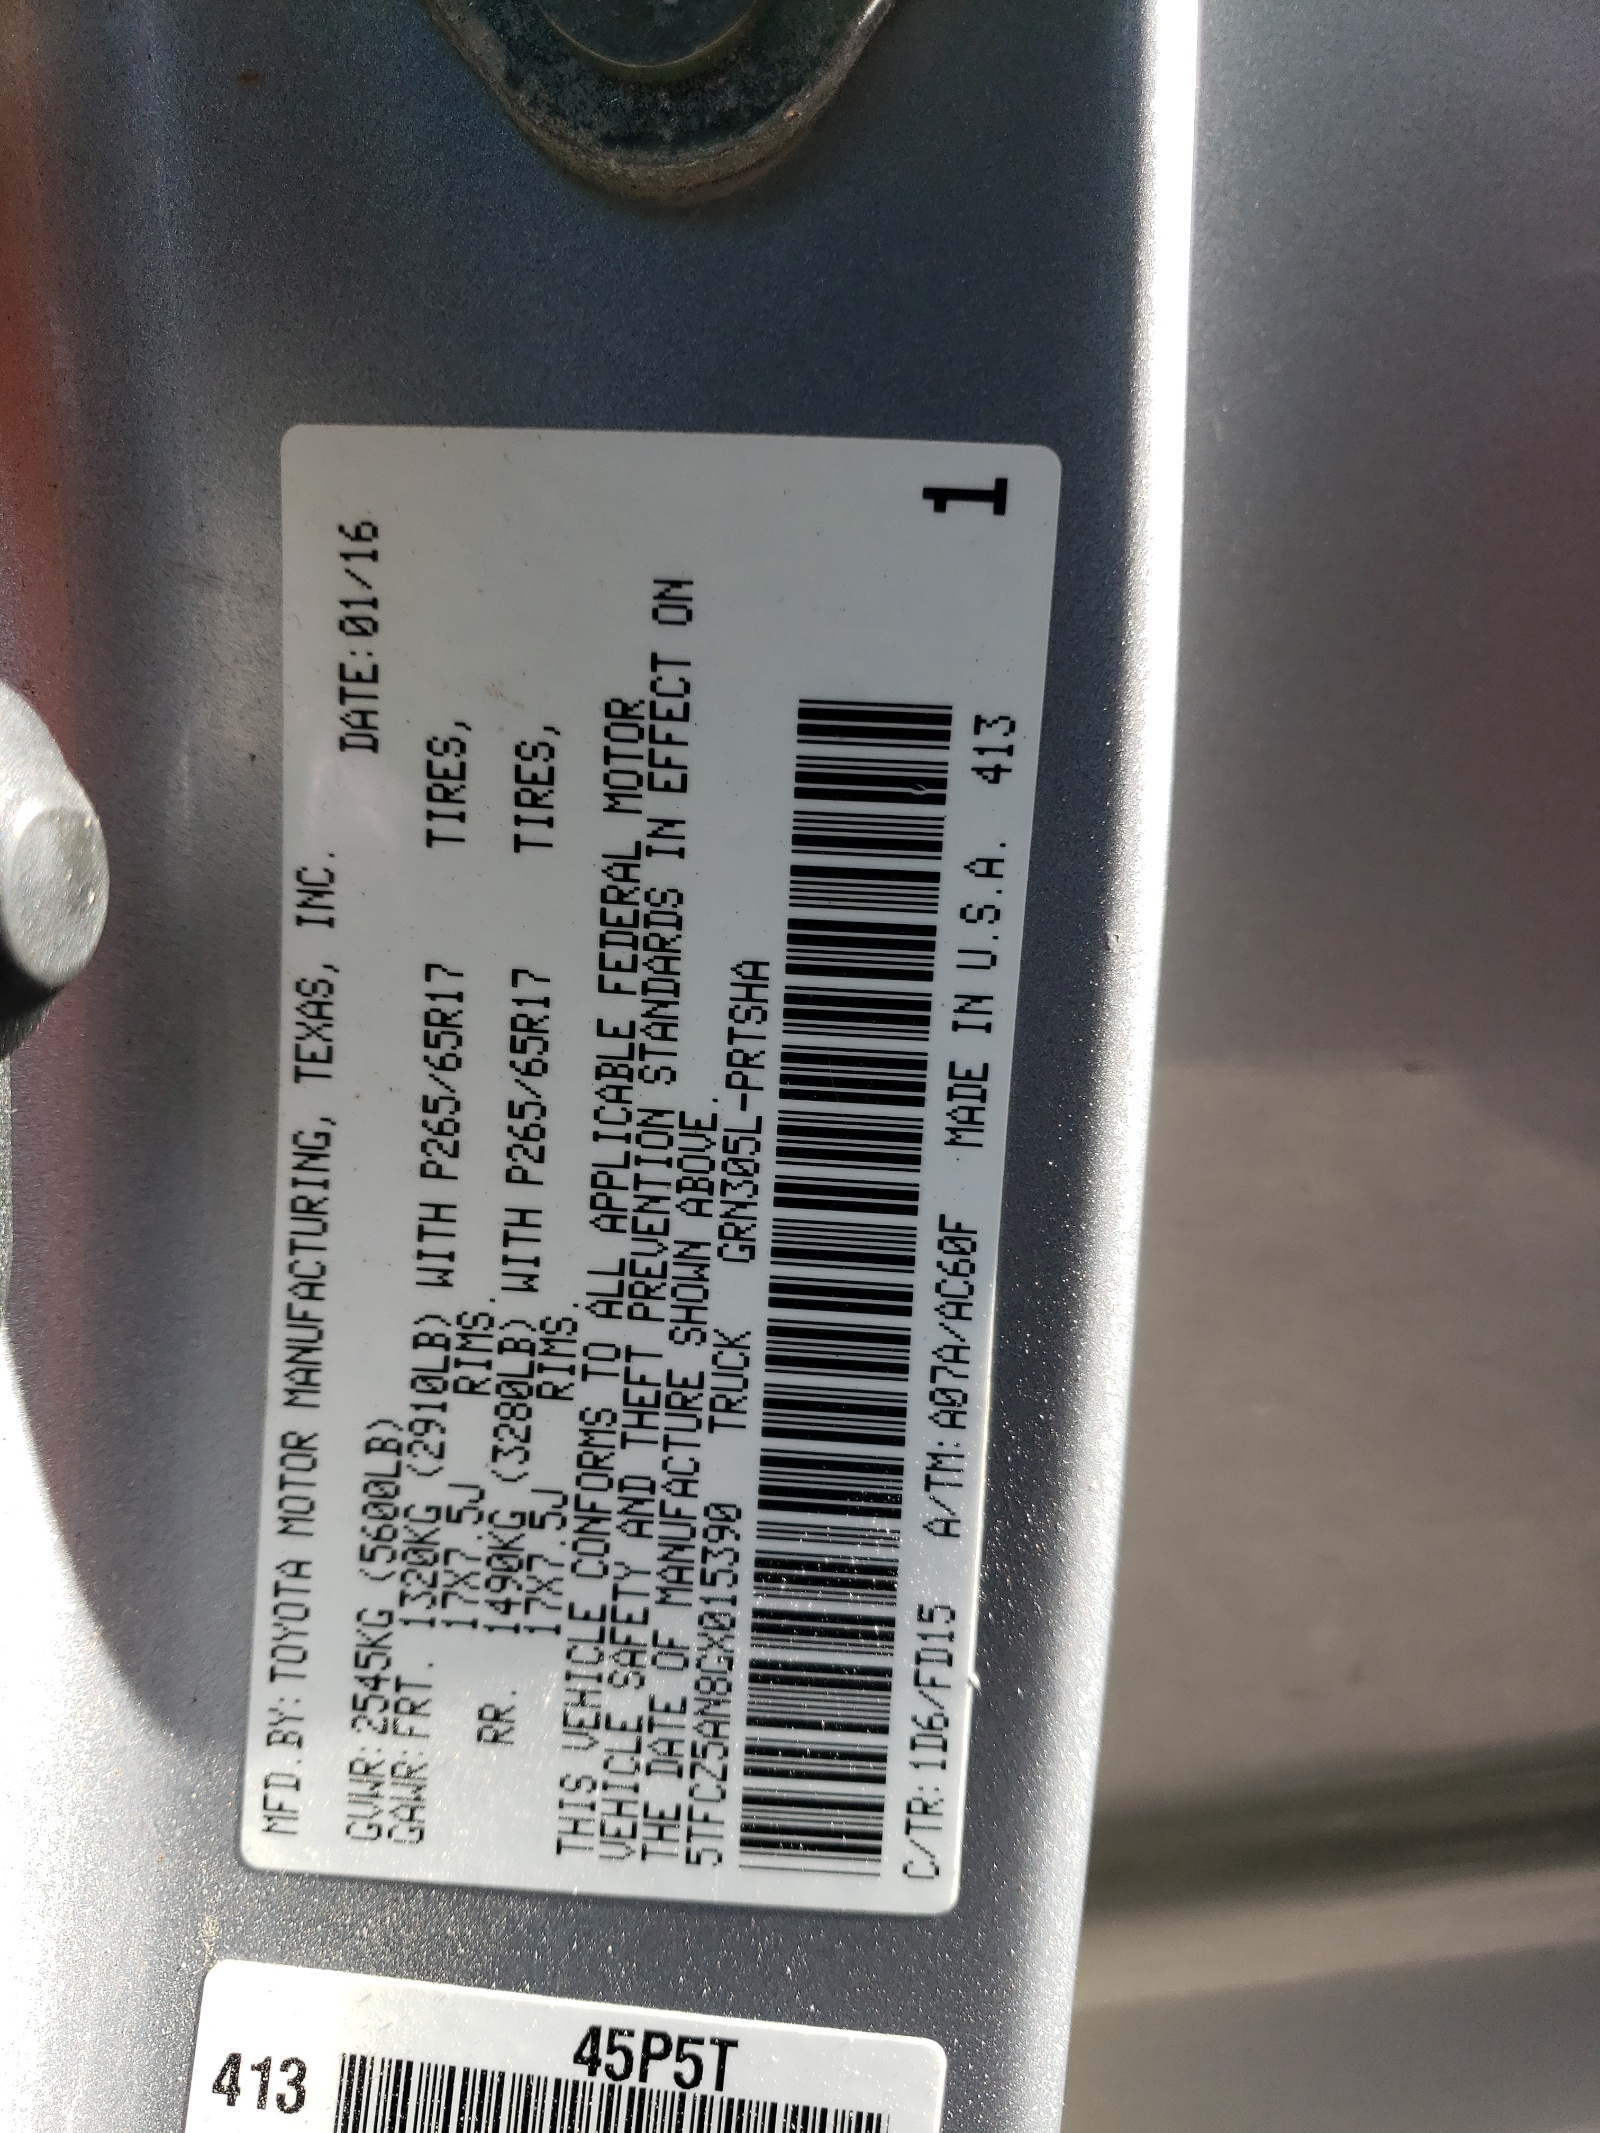 MFD.BY:TOYOTA MOTOR MANUFACTURING, TEXAS, INC.
DATE:01/16
GVWR:2545KG (5600LB)
GAWR:FRT. 1320KG (2910LB) WITH P265/65R17 TIRES,
17X7.5J RIMS.
RR. 1490KG (3280LB) WITH P265/65R17 TIRES,
17X7.5J RIMS.
THIS VEHICLE CONFORMS TO ALL APPLICABLE FEDERAL MOTOR
VEHICLE SAFETY AND THEFT PREVENTION STANDARDS IN EFFECT ON
THE DATE OF MANUFACTURE SHOWN ABOVE.
5TFCZ5AN8GX015390 TRUCK GRN305L-PRTSHA
C/TR:1D6/FD15 A/TM:A07A/AC60F MADE IN U.S.A. 413
1
413
45P5T